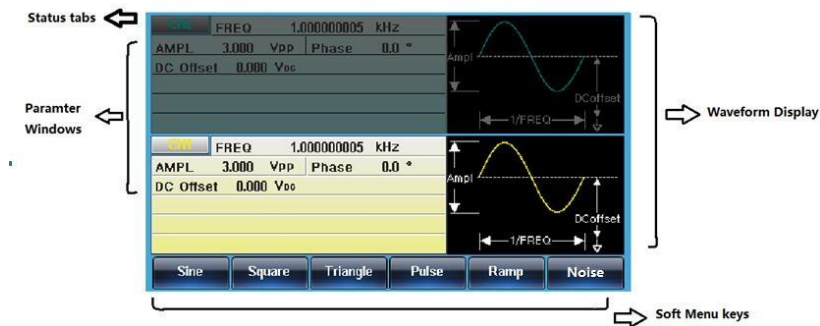 Status tabs
FREQ 1.000000005 kHz
AMPL 3.000 Vpp Phase 0.0 °
DC Offset 0.000 VDC
Ampl
DCoffset
1/FREQ
Paramter
Windows
Waveform Display
FREQ 1.000000005 kHz
AMPL 3.000 Vpp Phase 0.0 °
DC Offset 0.000 VDC
Ampl
DCoffset
1/FREQ
Sine Square Triangle Pulse Ramp Noise
Soft Menu keys